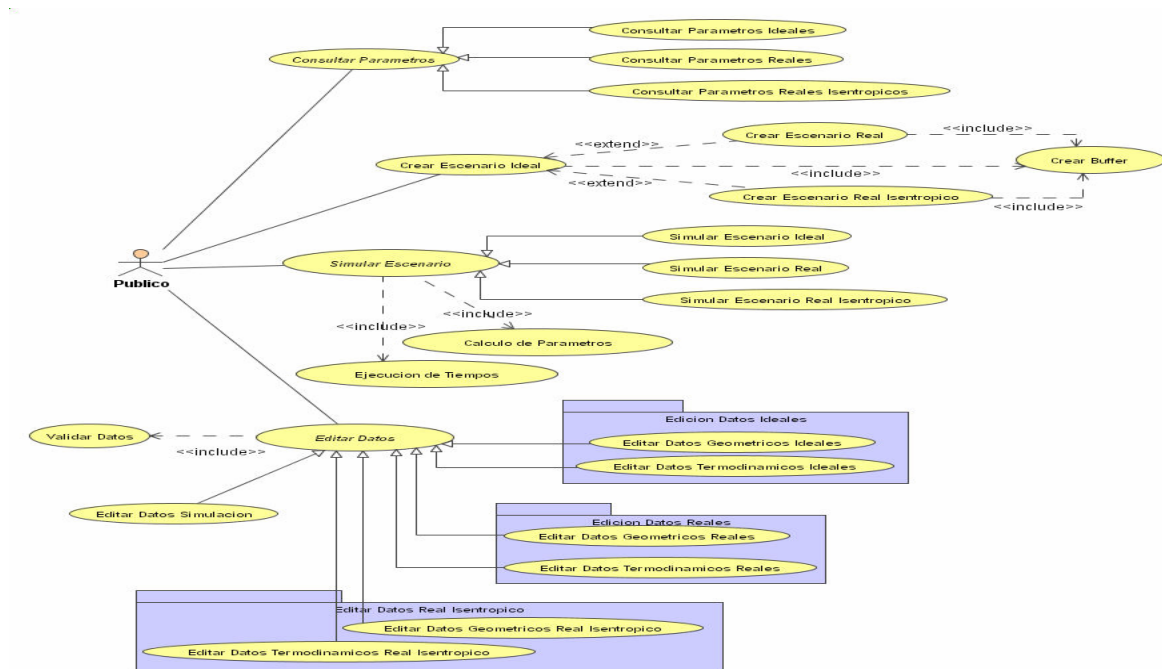 Consultar Parametros Ideales
Consultar Parametros
Consultar Parametros Reales
Consultar Parametros Reales Isentropicos
Crear Escenario Real
<<include>>
<<extend>>
Crear Escenario Ideal
Crear Buffer
<<include>>
<<extend>>
Crear Escenario Real Isentropico
<<include>>
Simular Escenario Ideal
Simular Escenario
Simular Escenario Real
Publico
Simular Escenario Real Isentropico
<<include>>
<<include>>
Calculo de Parametros
Ejecucion de Tiempos
Edicion Datos Ideales
Validar Datos
Editar Datos
Editar Datos Geometricos Ideales
<<include>>
Editar Datos Termodinamicos Ideales
Editar Datos Simulación
Edicion Datos Reales
Editar Datos Geometricos Reales
Editar Datos Termodinamicos Reales
Editar Datos Real Isentropico
Editar Datos Geometricos Real Isentropico
Editar Datos Termodinamicos Real Isentropico